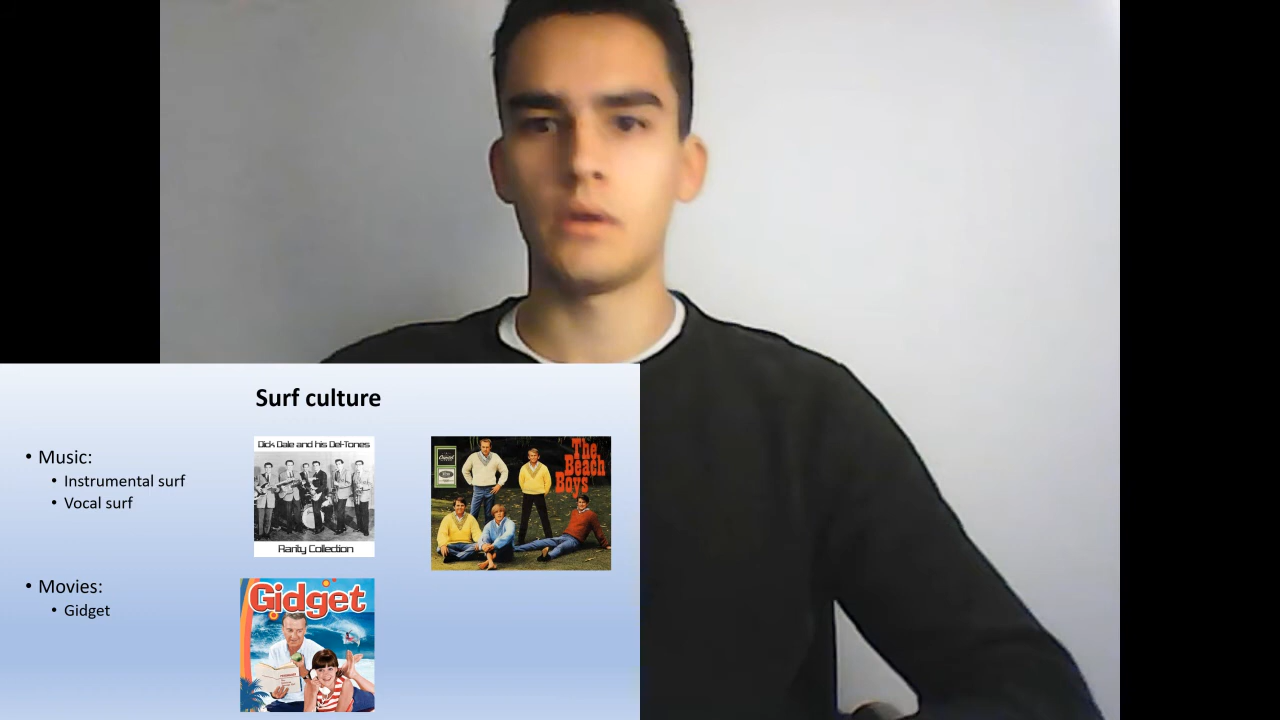 Surf culture
• Music:
• Instrumental surf
• Vocal surf
Dick Dale and his Del-Tones
Rarity Collection
The
Beach
Boys
• Movies:
• Gidget
Gidget